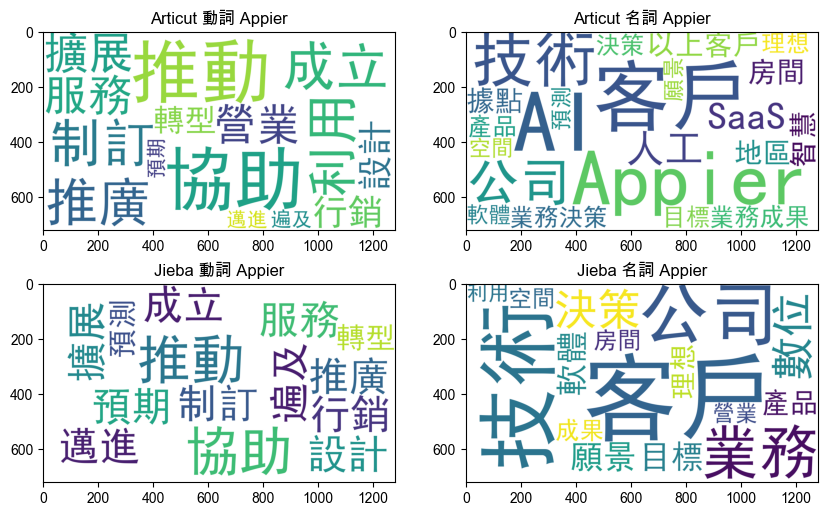 Articut 動詞 Appier
Articut 名詞 Appier
0
200
400
600
擴展
推動
成立
服務
轉型
營業
利用
制訂
預期
協助
設計
推廣
邁進
遍及
行銷
0 200 400 600 800 1000 1200
0
200
400
600
技術
決策
以上客戶
理想
客戶
願景
房間
據點
AI
預測
SaaS
產品
空間
人工
地區
智慧
公司
Appier
軟體
業務決策
目標
業務成果
0 200 400 600 800 1000 1200
Jieba 動詞 Appier
Jieba 名詞 Appier
0
200
400
600
擴展
預測
成立
服務
轉型
推動
遍及
推廣
預期
制訂
行銷
邁進
協助
設計
0 200 400 600 800 1000 1200
0
200
400
600
利用
空間
決策
公司
數位
技術
房間
軟體
客戶
理想
產品
營業
成果
願景
目標
業務
0 200 400 600 800 1000 1200